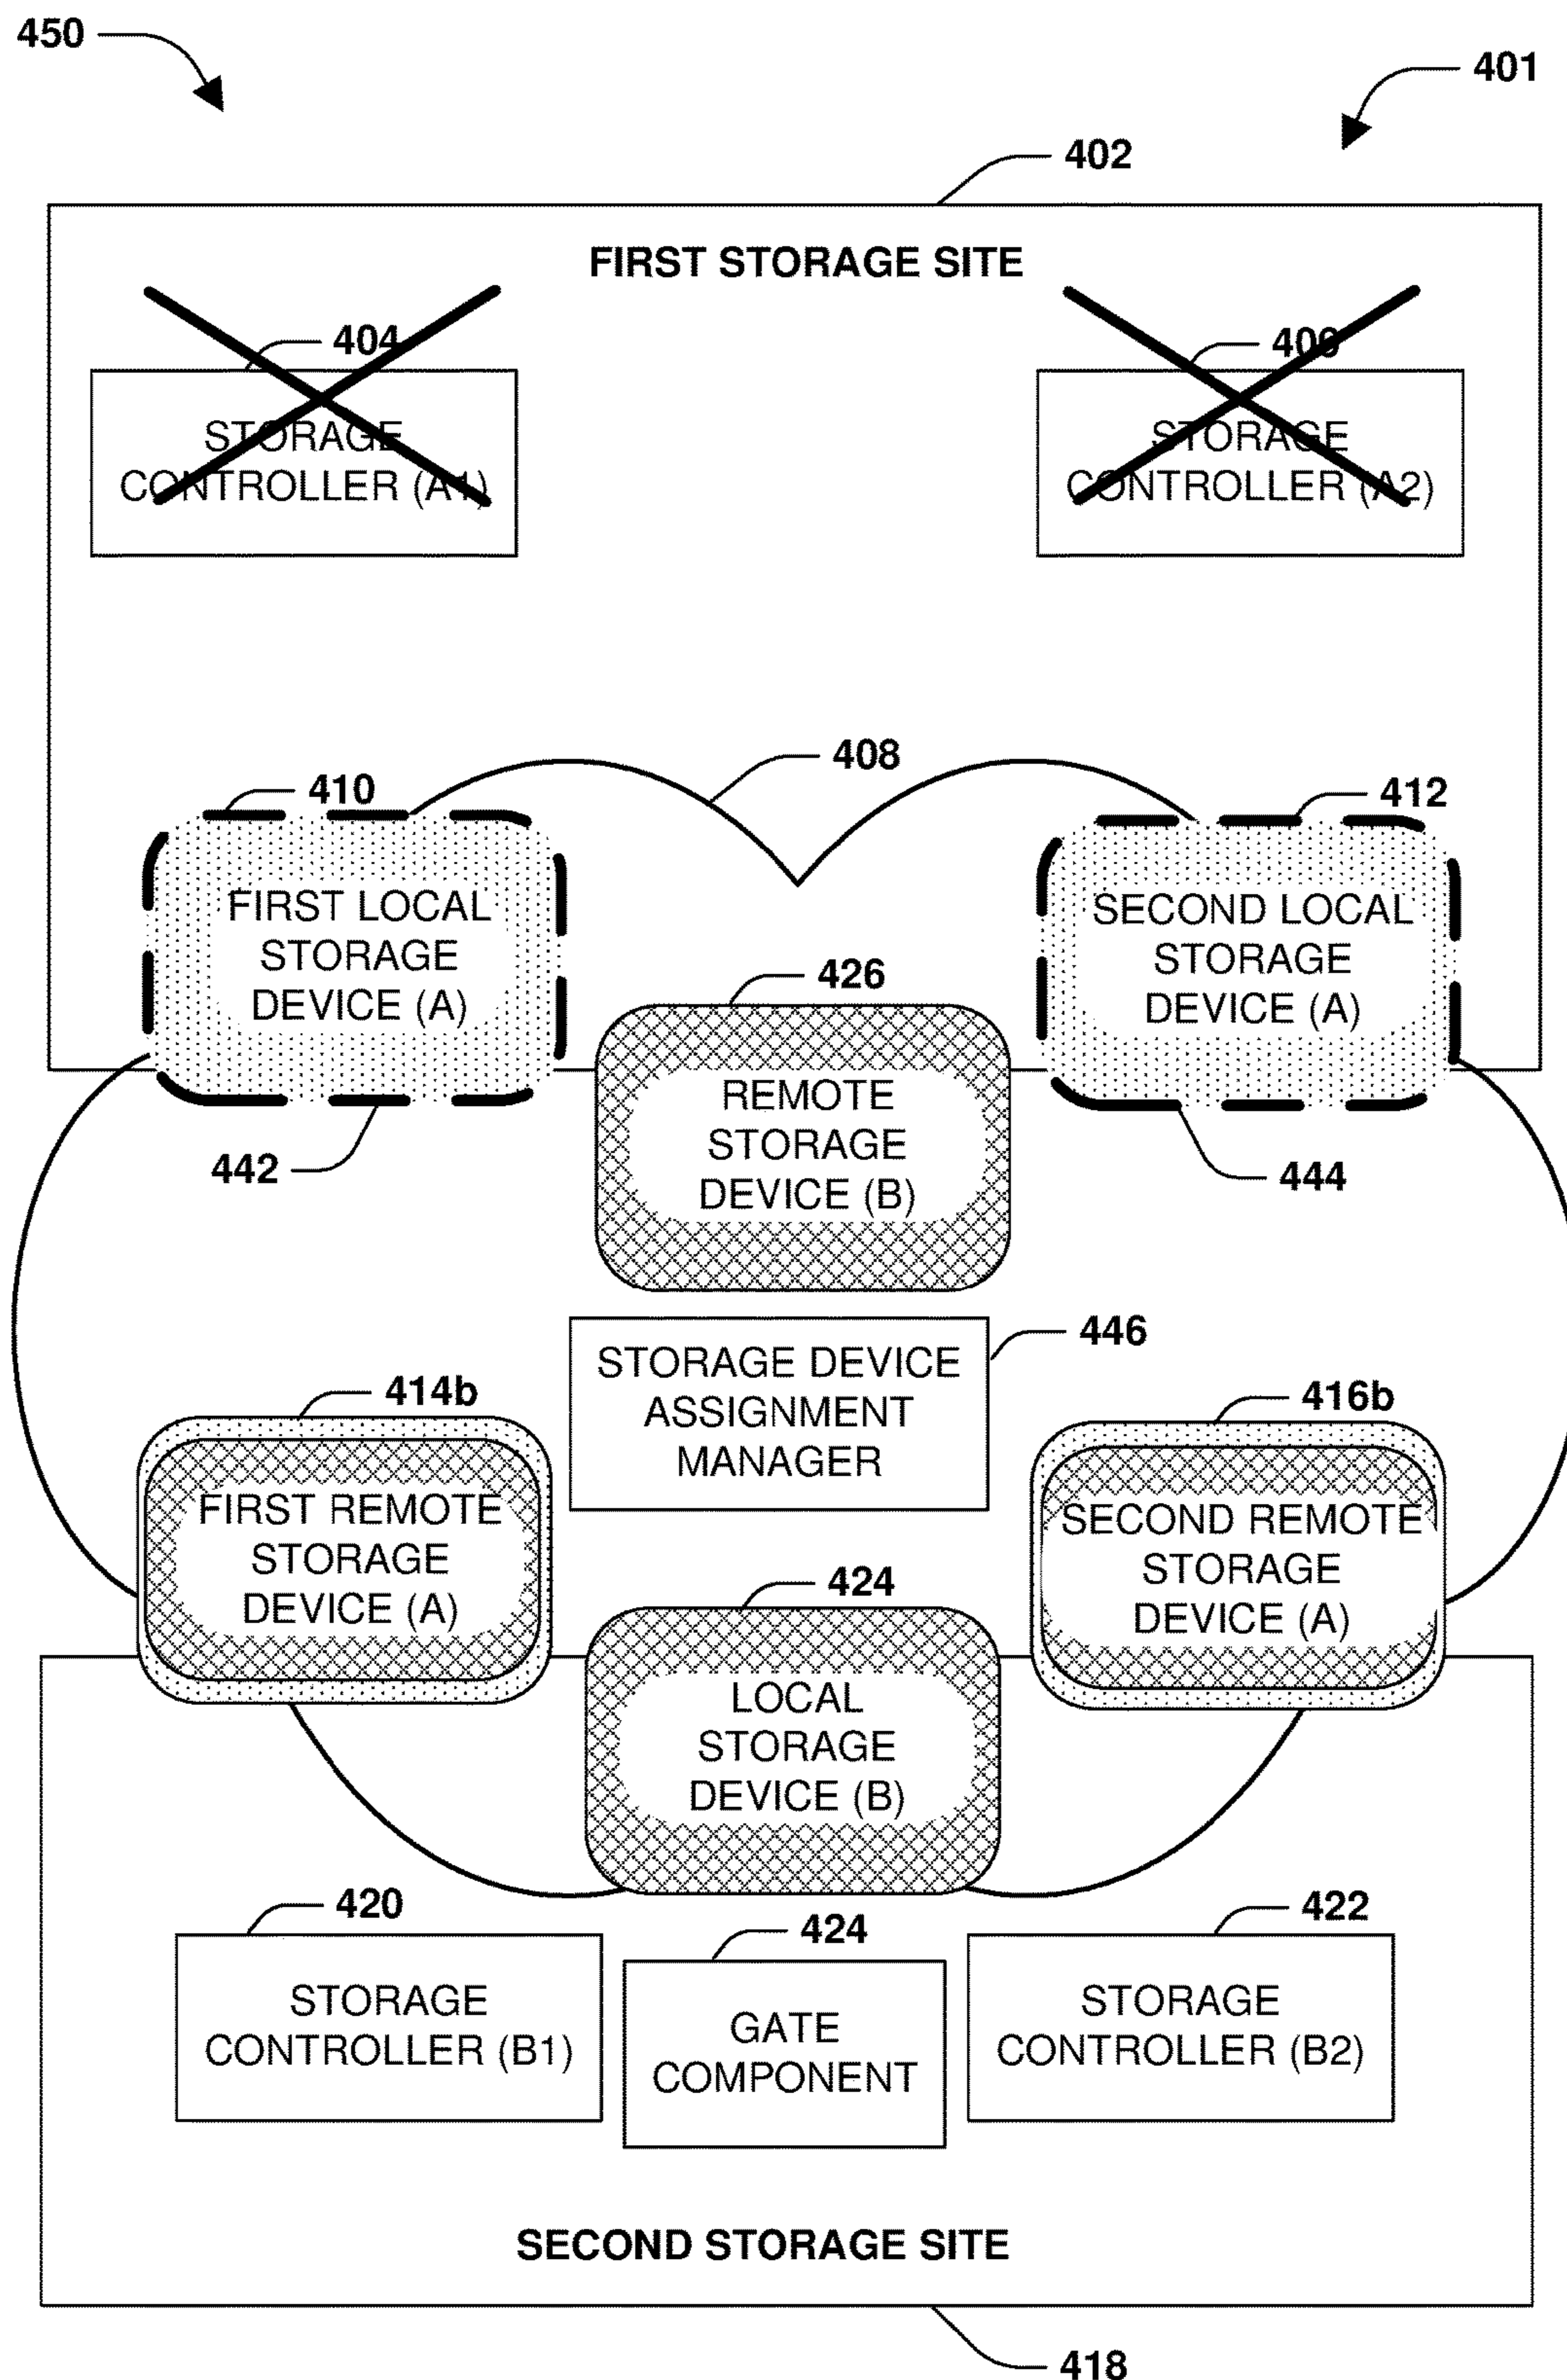 450
401
402
FIRST STORAGE SITE
404
406
STORAGE
CONTROLLER (A1)
STORAGE
CONTROLLER (A2)
408
410
412
FIRST LOCAL
STORAGE
DEVICE (A)
SECOND LOCAL
STORAGE
DEVICE (A)
426
REMOTE
STORAGE
DEVICE (B)
442
444
446
STORAGE DEVICE
ASSIGNMENT
MANAGER
414b
416b
FIRST REMOTE
STORAGE
DEVICE (A)
SECOND REMOTE
STORAGE
DEVICE (A)
424
LOCAL
STORAGE
DEVICE (B)
420
424
422
STORAGE
CONTROLLER (B1)
GATE
COMPONENT
STORAGE
CONTROLLER (B2)
SECOND STORAGE SITE
418